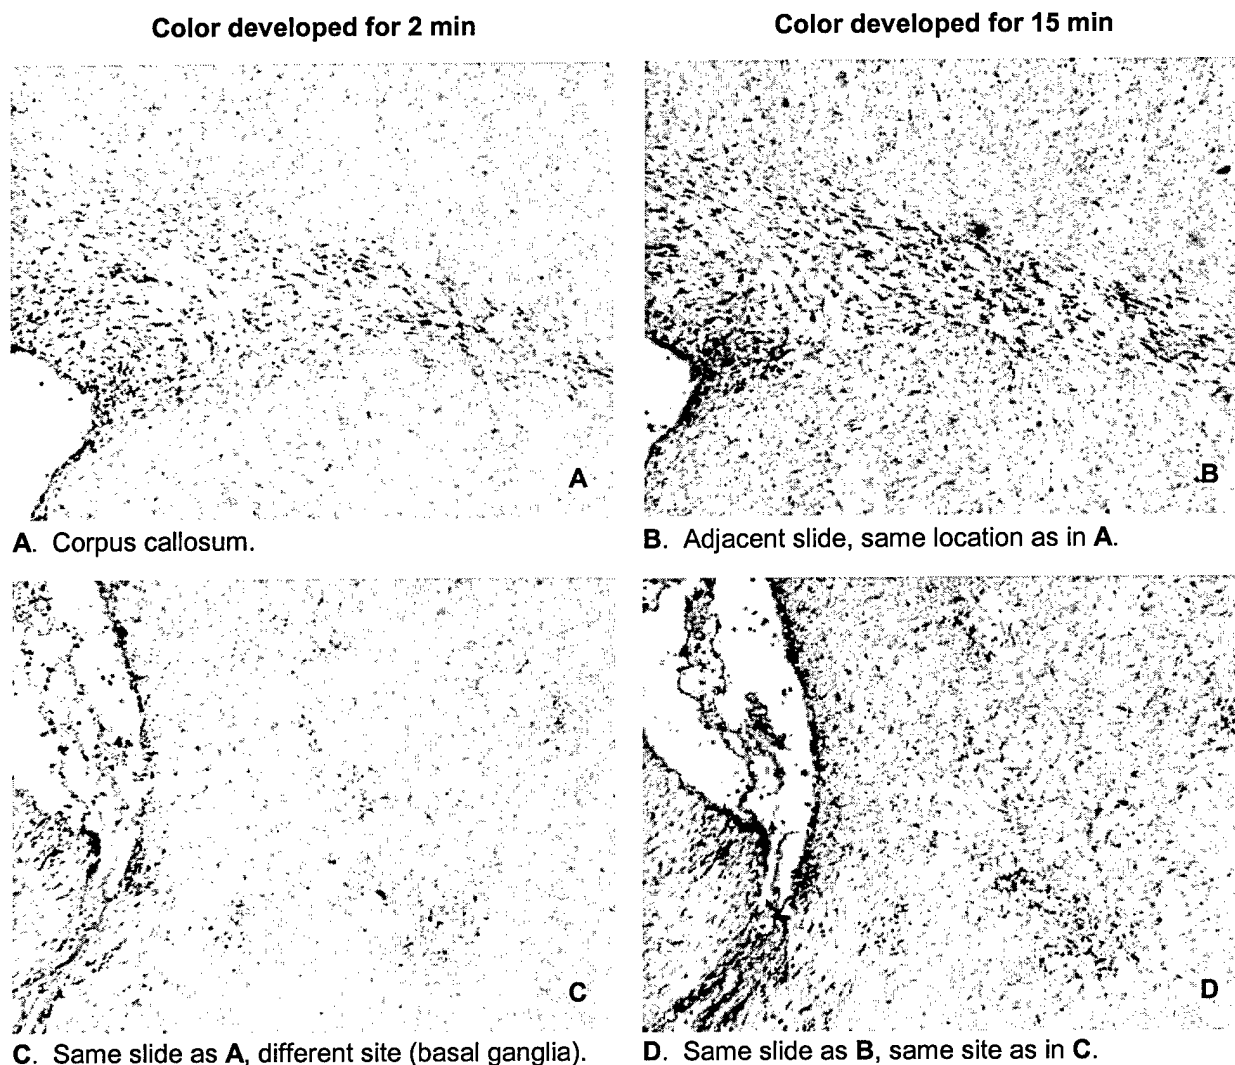 Color developed for 2 min
Color developed for 15 min
A
B
A. Corpus callosum.
B. Adjacent slide, same location as in A.
C
D
C. Same slide as A, different site (basal ganglia).
D. Same slide as B, same site as in C.